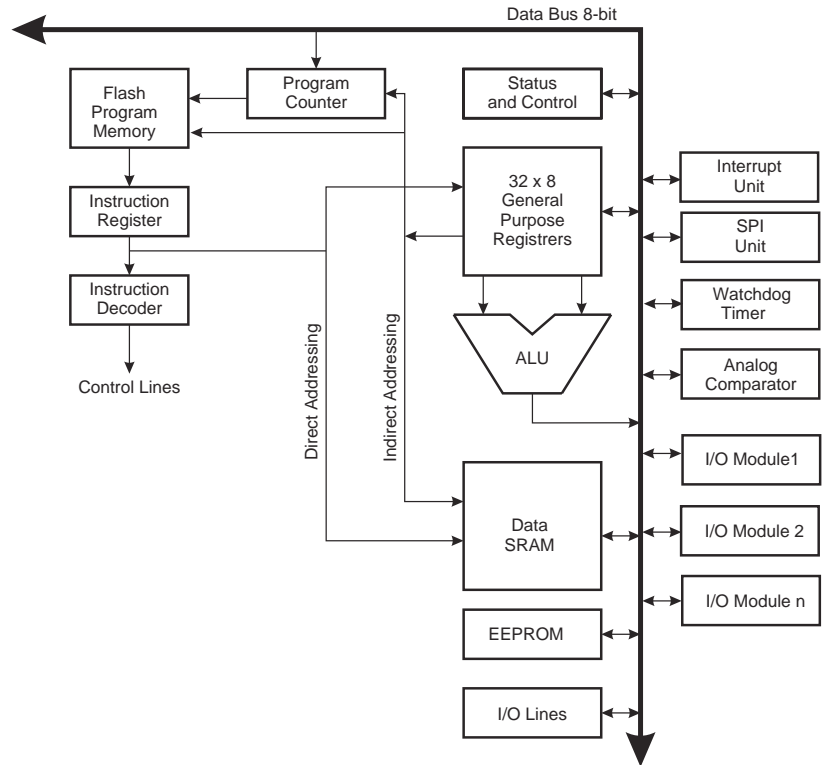 Data Bus 8-bit
Flash
Program
Memory
Program
Counter
Status
and Control
32 x 8
General
Purpose
Registrers
Interrupt
Unit
Instruction
Register
SPI
Unit
Instruction
Decoder
Watchdog
Timer
Control Lines
Direct Addressing
Indirect Addressing
ALU
Analog
Comparator
I/O Module1
Data
SRAM
I/O Module 2
I/O Module n
EEPROM
I/O Lines